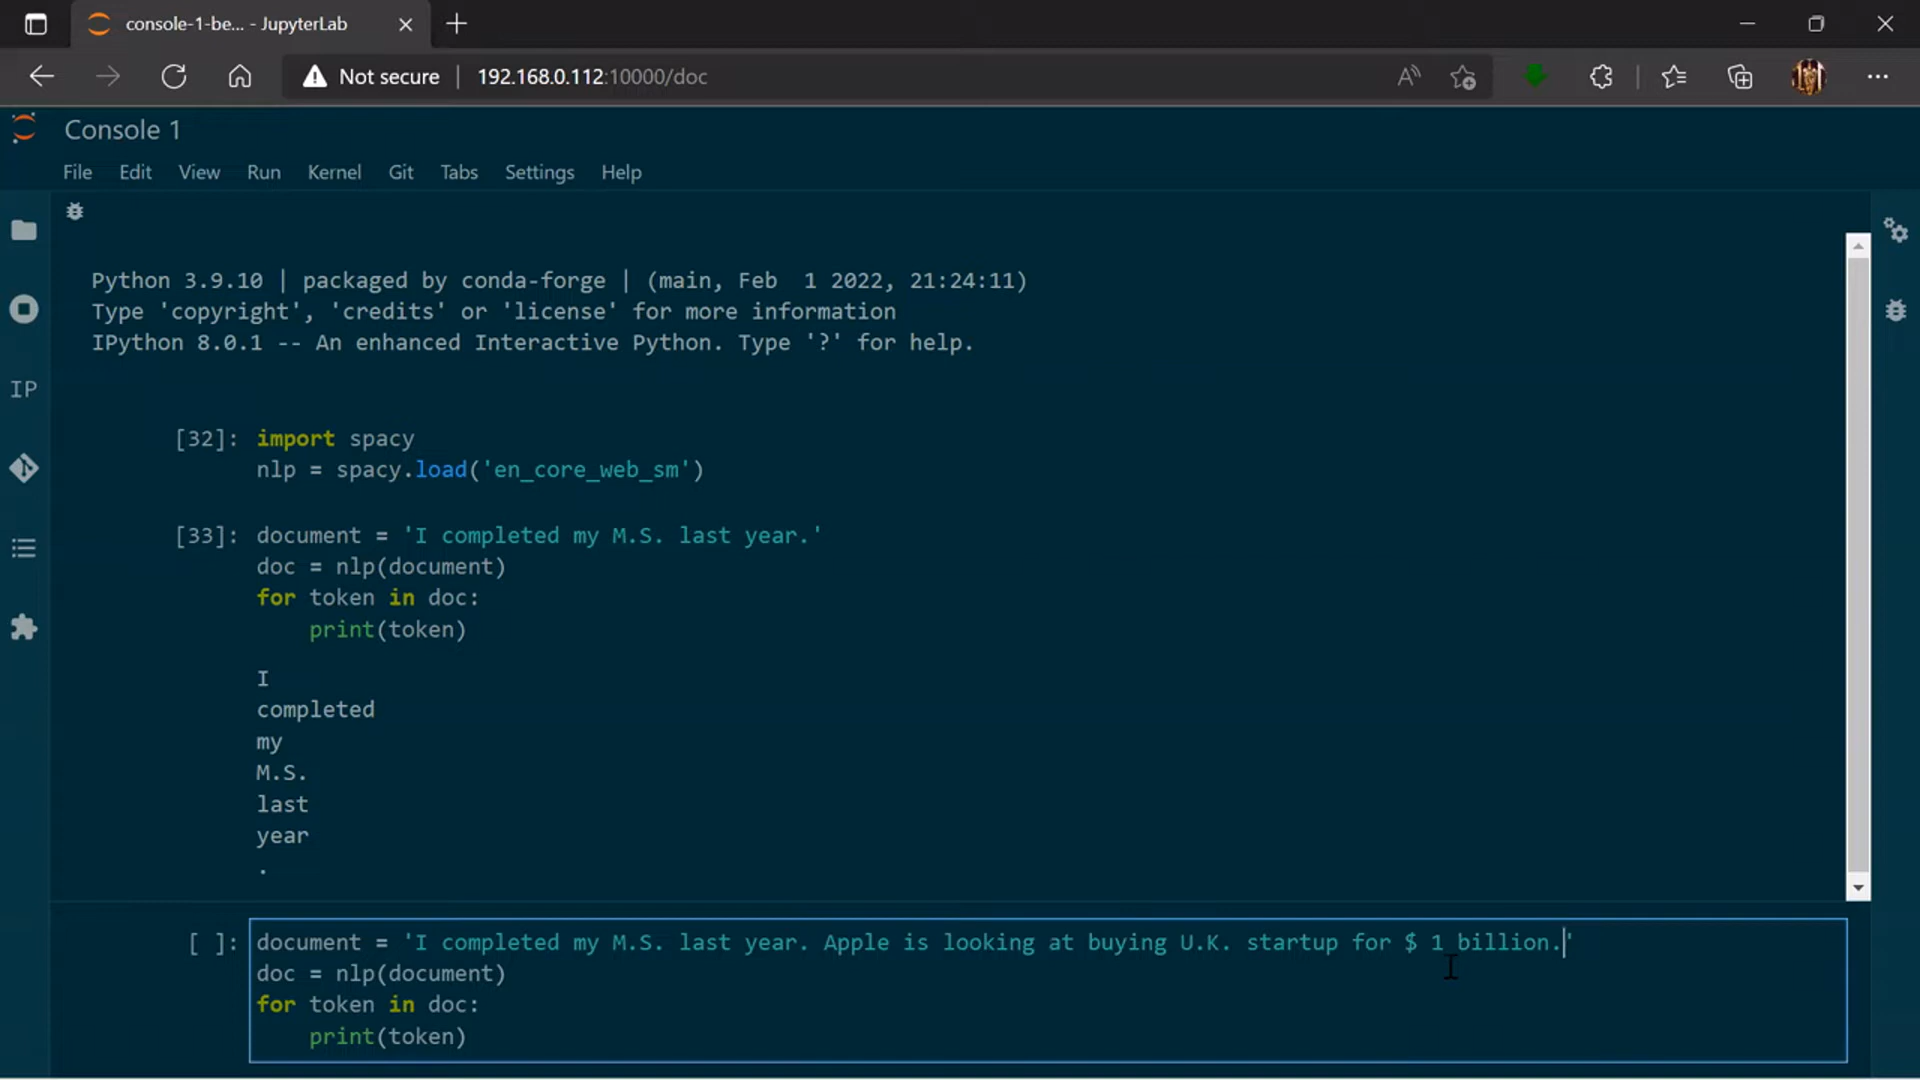 console-1-be... - JupyterLab
Not secure | 192.168.0.112:10000/doc
Console 1
File Edit View Run Kernel Git Tabs Settings Help
Python 3.9.10 | packaged by conda-forge | (main, Feb  1 2022, 21:24:11)
Type 'copyright', 'credits' or 'license' for more information
IPython 8.0.1 -- An enhanced Interactive Python. Type '?' for help.
IP
[32]: import spacy
nlp = spacy.load('en_core_web_sm')
[33]: document = 'I completed my M.S. last year.'
doc = nlp(document)
for token in doc:
    print(token)
I
completed
my
M.S.
last
year
.
[ ]: document = 'I completed my M.S. last year. Apple is looking at buying U.K. startup for $ 1 billion.'
doc = nlp(document)
for token in doc:
    print(token)